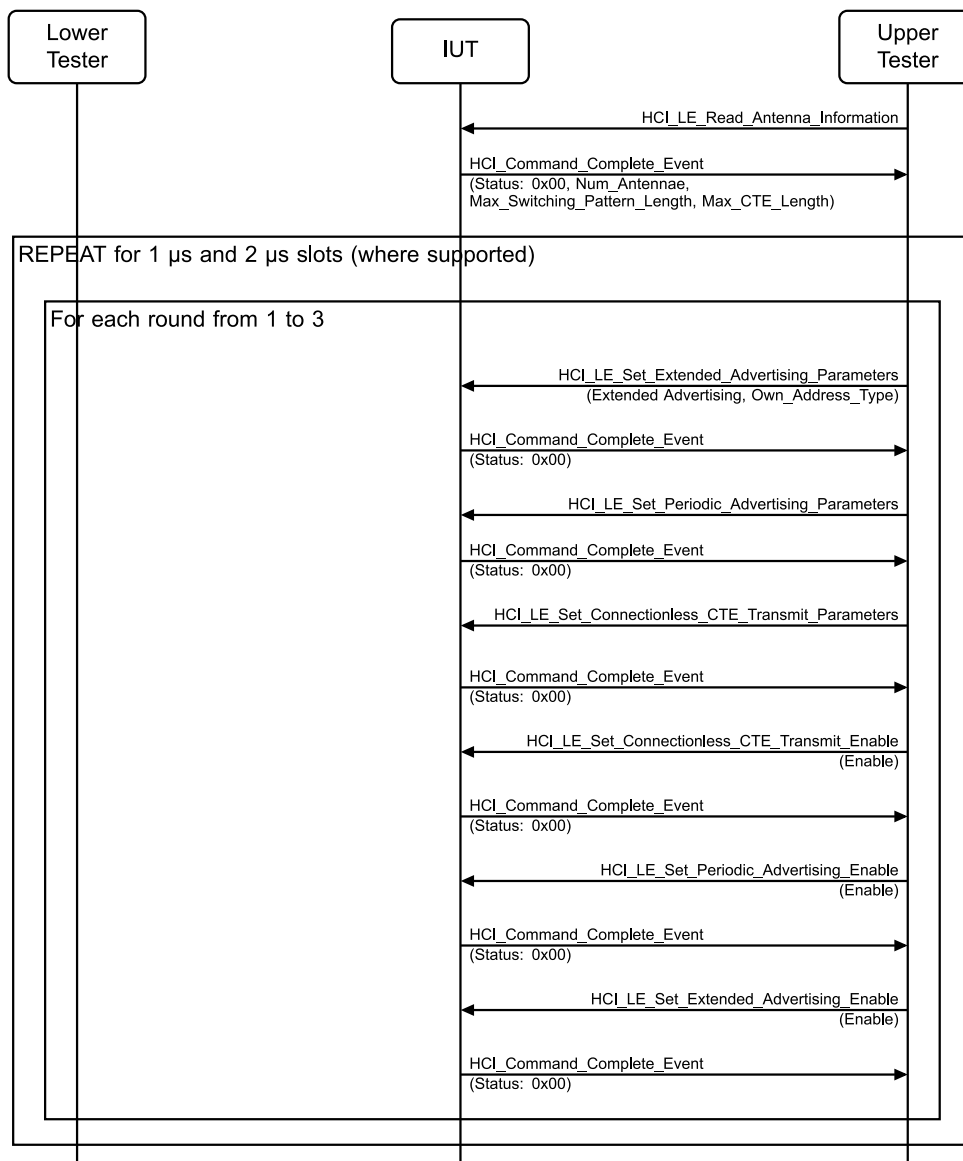 Lower
Tester
IUT
Upper
Tester
HCI_LE_Read_Antenna_Information
HCI_Command_Complete_Event
(Status: 0x00, Num_Antennae,
Max_Switching_Pattern_Length, Max_CTE_Length)
REPEAT for 1 µs and 2 µs slots (where supported)
For each round from 1 to 3
HCI_LE_Set_Extended_Advertising_Parameters
(Extended Advertising, Own_Address_Type)
HCI_Command_Complete_Event
(Status: 0x00)
HCI_LE_Set_Periodic_Advertising_Parameters
HCI_Command_Complete_Event
(Status: 0x00)
HCI_LE_Set_Connectionless_CTE_Transmit_Parameters
HCI_Command_Complete_Event
(Status: 0x00)
HCI_LE_Set_Connectionless_CTE_Transmit_Enable
(Enable)
HCI_Command_Complete_Event
(Status: 0x00)
HCI_LE_Set_Periodic_Advertising_Enable
(Enable)
HCI_Command_Complete_Event
(Status: 0x00)
HCI_LE_Set_Extended_Advertising_Enable
(Enable)
HCI_Command_Complete_Event
(Status: 0x00)